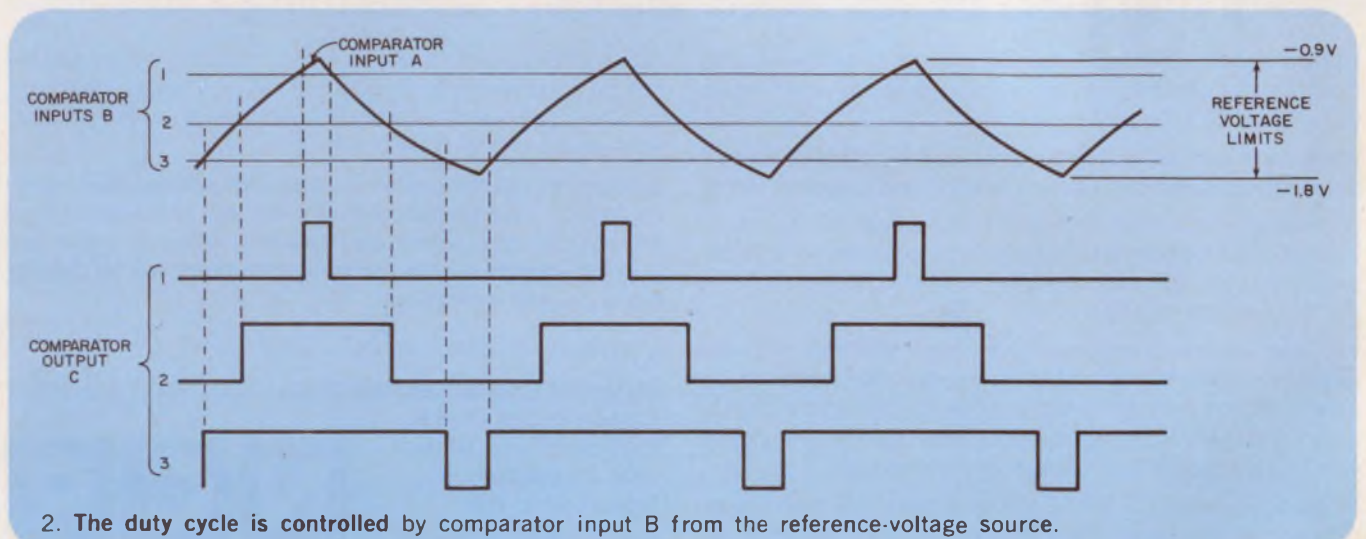 COMPARATOR
INPUT A
−0.9 V
1
COMPARATOR
INPUTS B
2
3
REFERENCE
VOLTAGE
LIMITS
−1.8 V
1
COMPARATOR
OUTPUT
C
2
3
2. The duty cycle is controlled by comparator input B from the reference-voltage source.